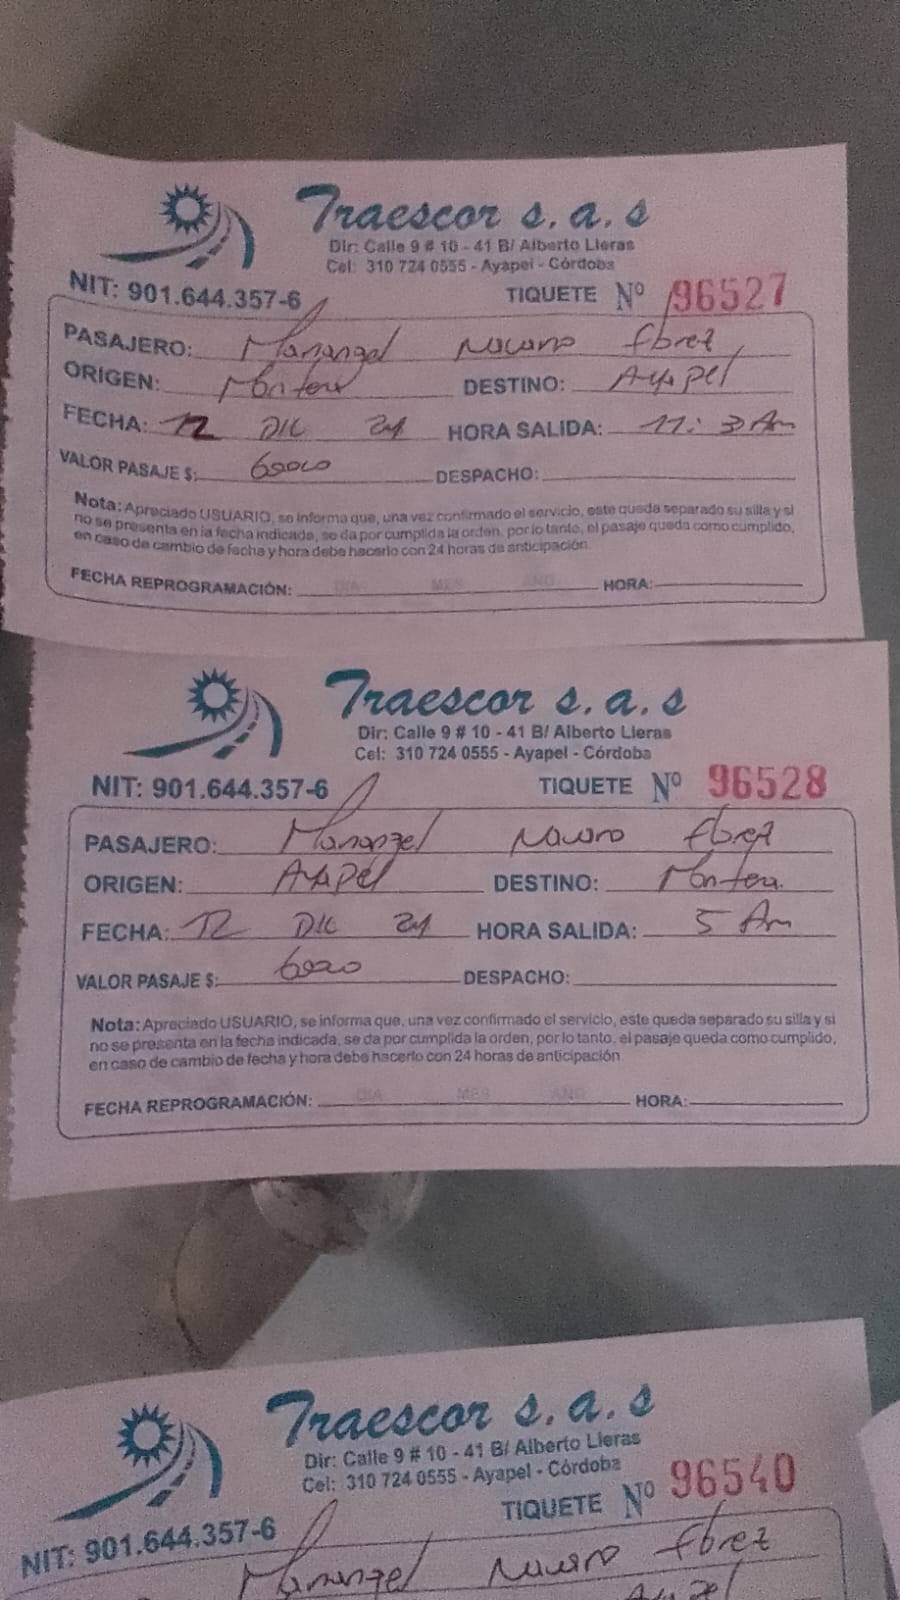 Traescor s.a.s
Dir: Calle 9 # 10 - 41 B/ Alberto Lleras
Cel: 310 724 0555 - Ayapel - Córdoba
NIT: 901.644.357-6 TIQUETE Nº 96527
PASAJERO: Mariangel Navarro
ORIGEN: Monteria DESTINO: Ayapel
FECHA: 12 DIC 24 HORA SALIDA: 11:3 Am
VALOR PASAJE $: DESPACHO:
Nota: Apreciado USUARIO, se informa que, una vez confirmado el servicio, este queda separado su silla y si
no se presenta en la fecha indicada, se da por cumplida la orden, por lo tanto, el pasaje queda como cumplido,
en caso de cambio de fecha y hora debe hacerlo con 24 horas de anticipación.
FECHA REPROGRAMACIÓN: DIA MES AÑO HORA:
Traescor s.a.s
Dir: Calle 9 # 10 - 41 B/ Alberto Lleras
Cel: 310 724 0555 - Ayapel - Córdoba
NIT: 901.644.357-6 TIQUETE Nº 96528
PASAJERO: Mariangel Navarro
ORIGEN: AYAPEL DESTINO: Monteria
FECHA: 12 DIC 24 HORA SALIDA: 5 Am
VALOR PASAJE $: DESPACHO:
Nota: Apreciado USUARIO, se informa que, una vez confirmado el servicio, este queda separado su silla y si
no se presenta en la fecha indicada, se da por cumplida la orden, por lo tanto, el pasaje queda como cumplido,
en caso de cambio de fecha y hora debe hacerlo con 24 horas de anticipación.
FECHA REPROGRAMACIÓN: DIA MES AÑO HORA:
Traescor s.a.s
Dir: Calle 9 # 10 - 41 B/ Alberto Lleras
Cel: 310 724 0555 - Ayapel - Córdoba
NIT: 901.644.357-6 TIQUETE Nº 96540
Mariangel Navarro
Ayapel